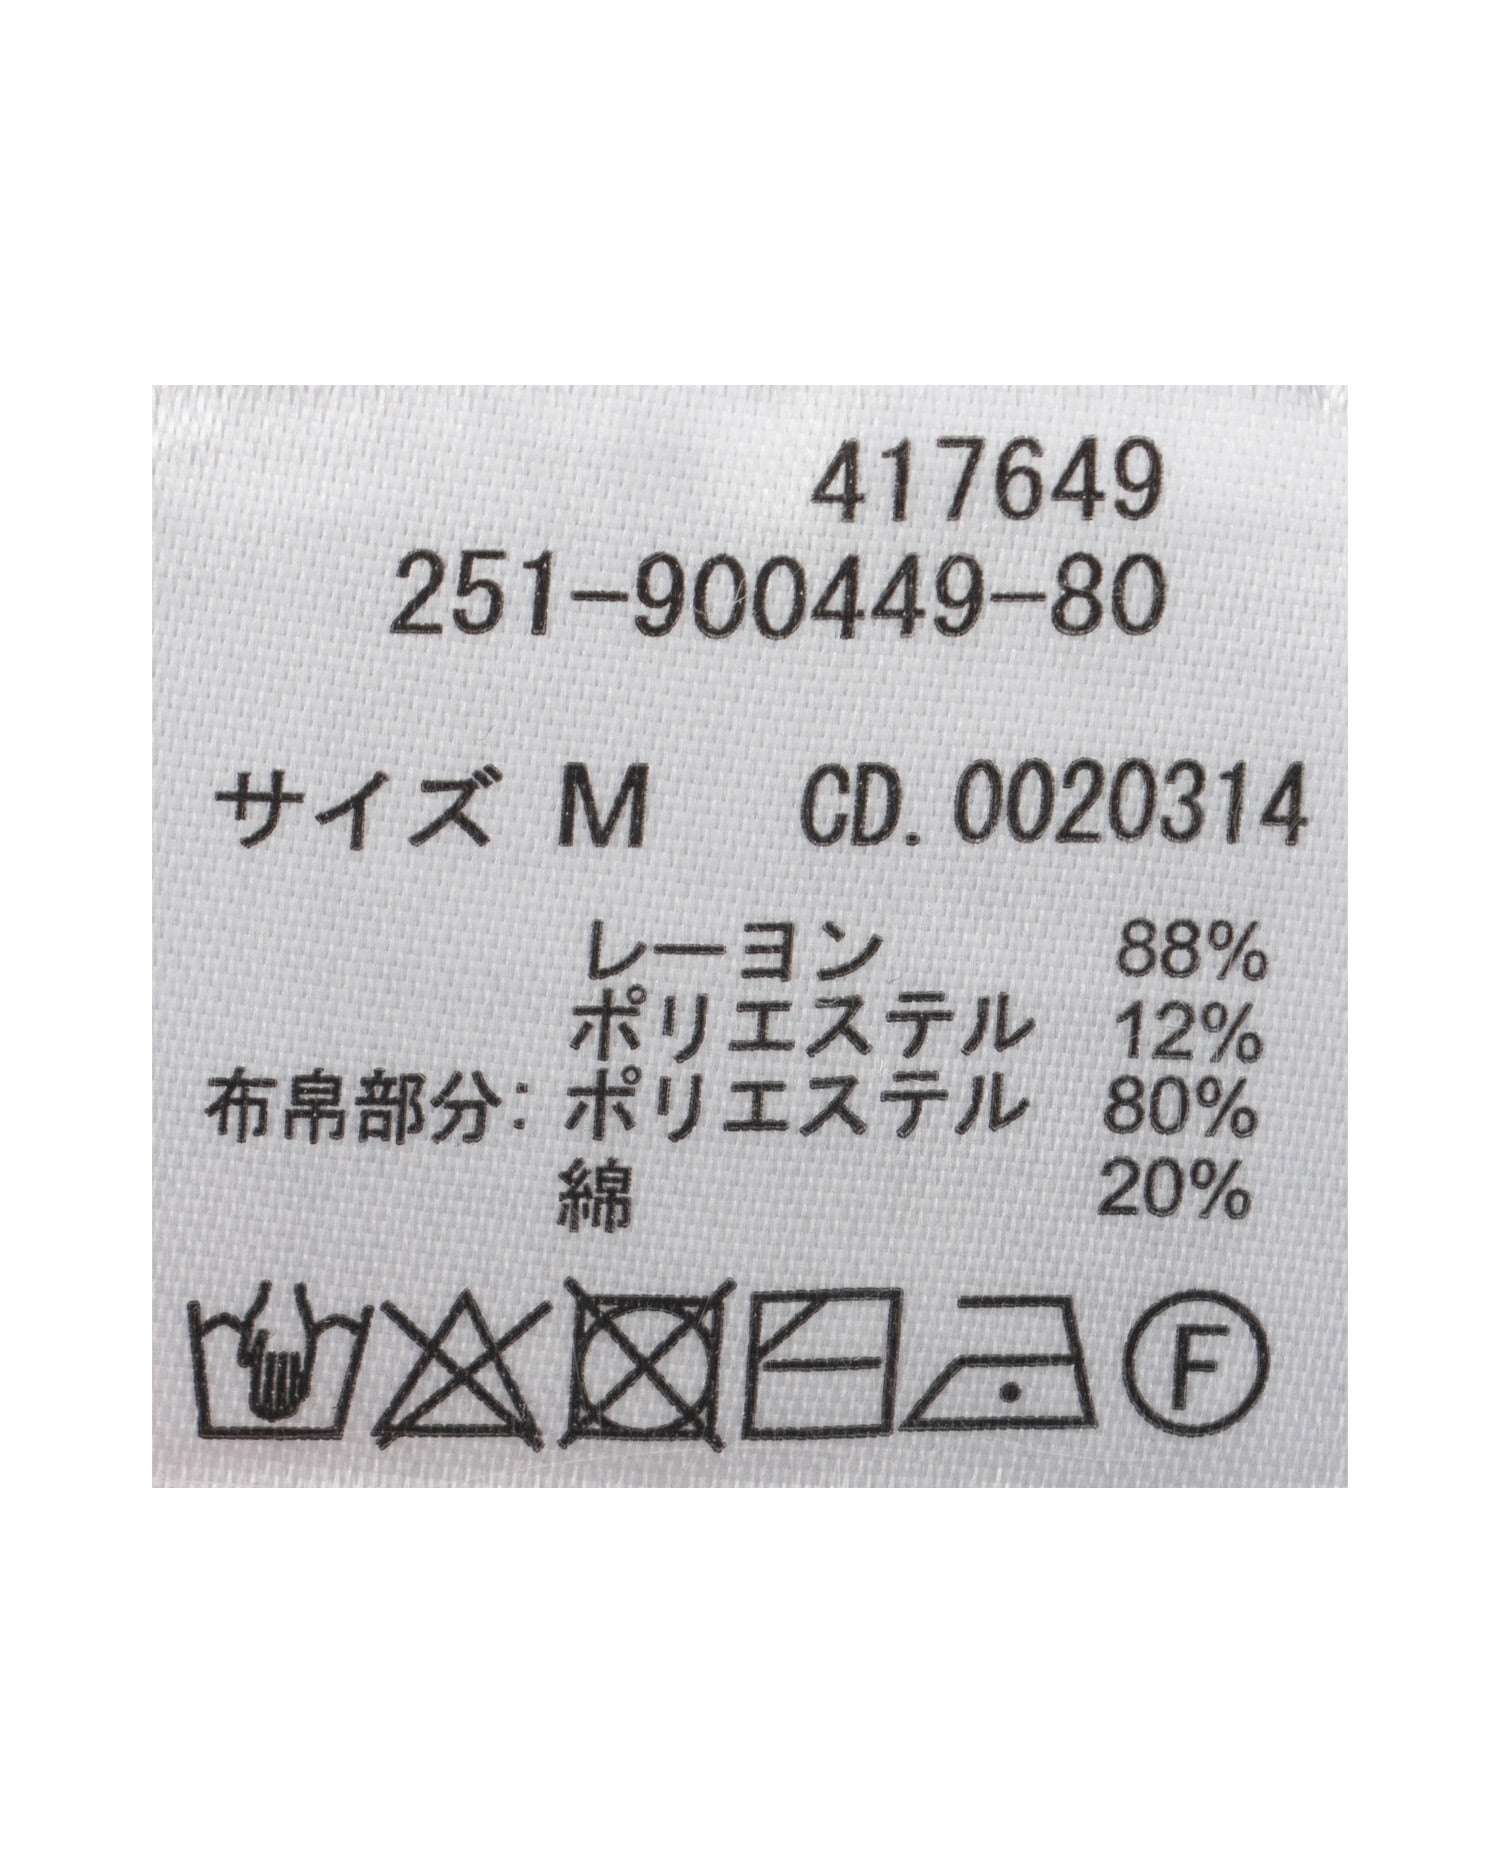 417649
251-900449-80
サイズ M CD. 0020314
レーヨン 88%
ポリエステル 12%
布帛部分: ポリエステル 80%
綿 20%
F